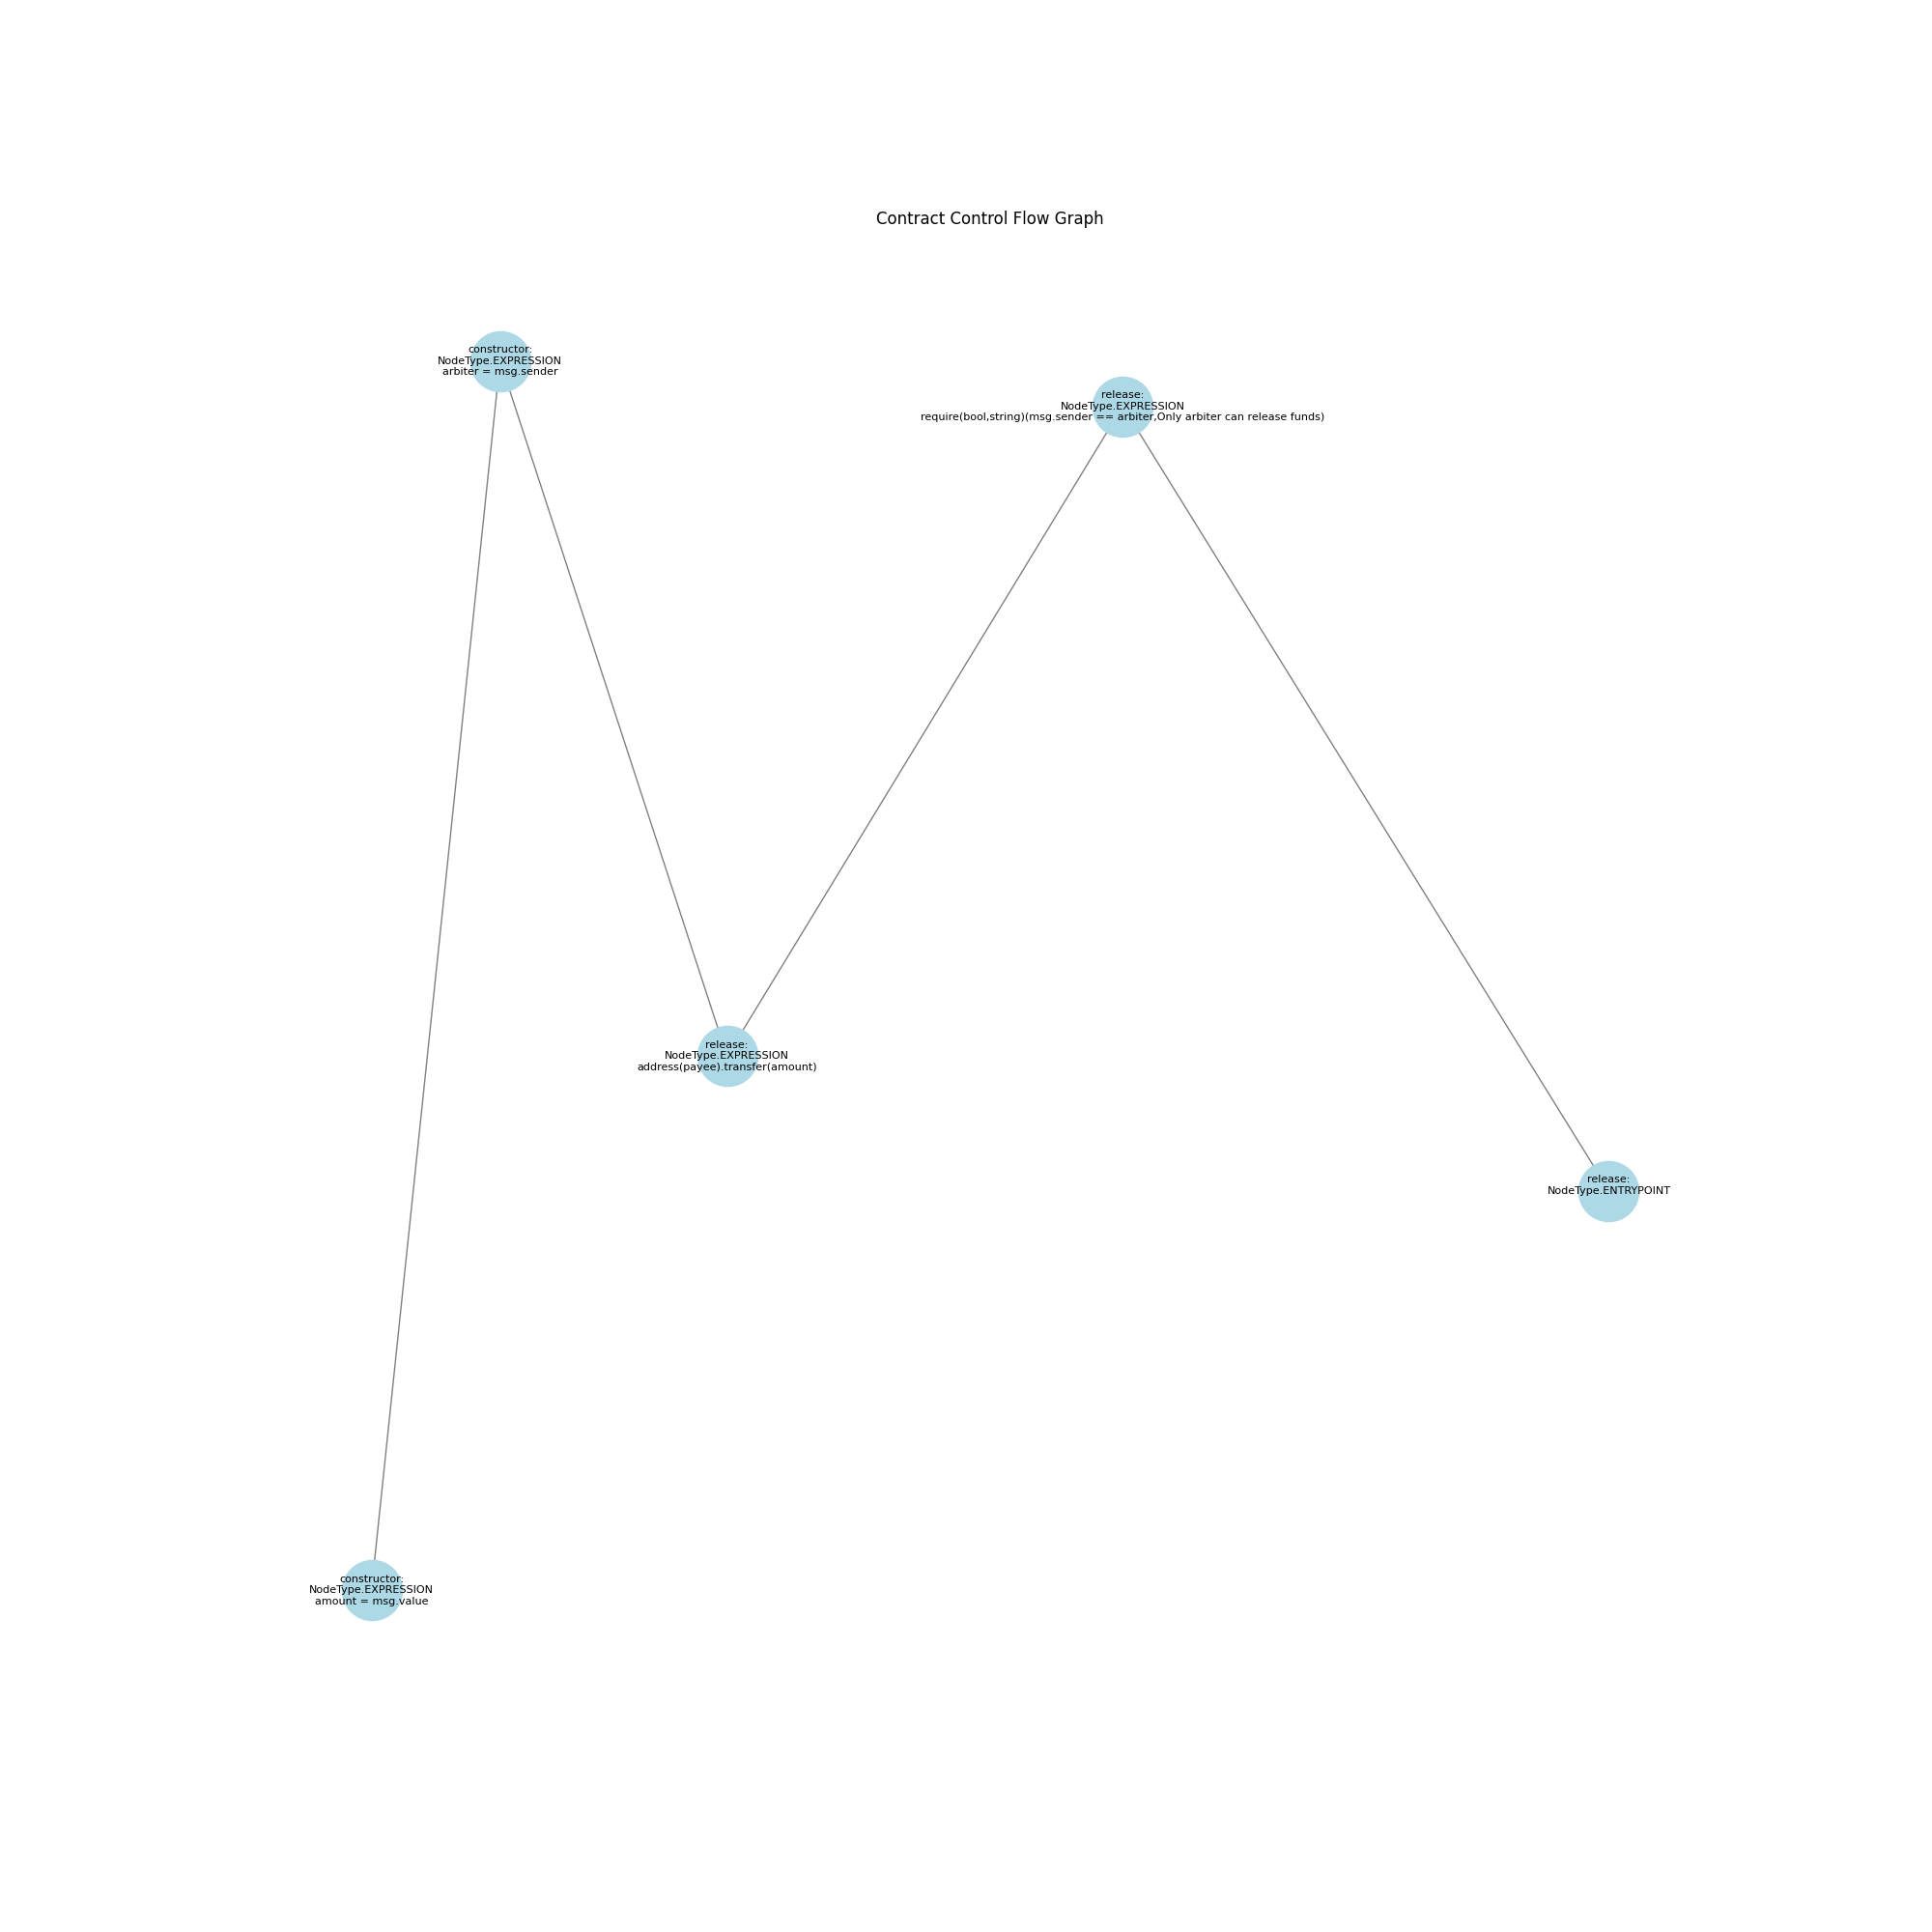 Contract Control Flow Graph
constructor:
NodeType.EXPRESSION
arbiter = msg.sender
release:
NodeType.EXPRESSION
require(bool,string)(msg.sender == arbiter,Only arbiter can release funds)
release:
NodeType.EXPRESSION
address(payee).transfer(amount)
release:
NodeType.ENTRYPOINT
constructor:
NodeType.EXPRESSION
amount = msg.value